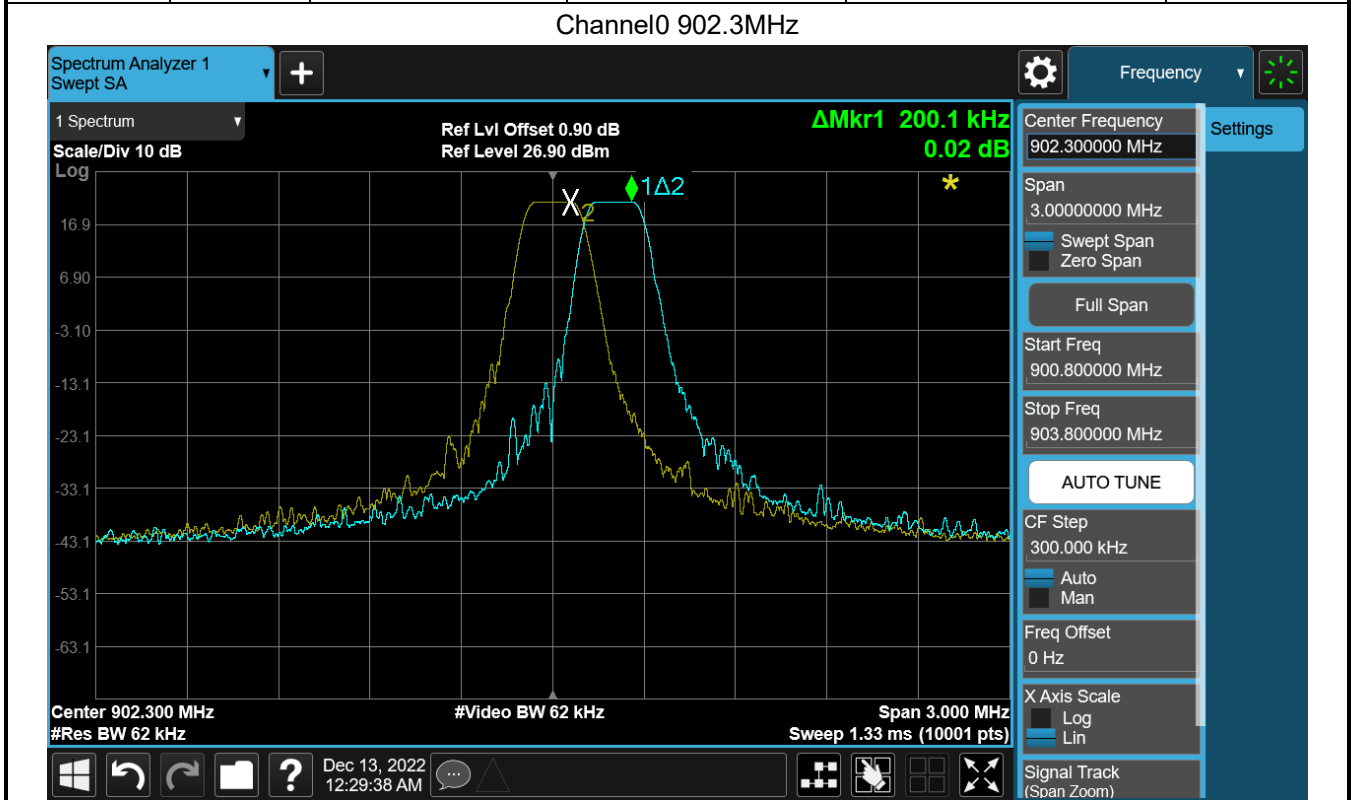 Channel0 902.3MHz
Spectrum Analyzer 1
Swept SA
Frequency
1 Spectrum
Scale/Div 10 dB
Log
Ref Lvl Offset 0.90 dB
Ref Level 26.90 dBm
ΔMkr1 200.1 kHz
0.02 dB
1Δ2
X
2
*
16.9
6.90
-3.10
-13.1
-23.1
-33.1
-43.1
-53.1
-63.1
Center 902.300 MHz
#Video BW 62 kHz
Span 3.000 MHz
#Res BW 62 kHz
Sweep 1.33 ms (10001 pts)
Center Frequency
902.300000 MHz
Settings
Span
3.00000000 MHz
Swept Span
Zero Span
Full Span
Start Freq
900.800000 MHz
Stop Freq
903.800000 MHz
AUTO TUNE
CF Step
300.000 kHz
Auto
Man
Freq Offset
0 Hz
X Axis Scale
Log
Lin
Signal Track
(Span Zoom)
?
Dec 13, 2022
12:29:38 AM